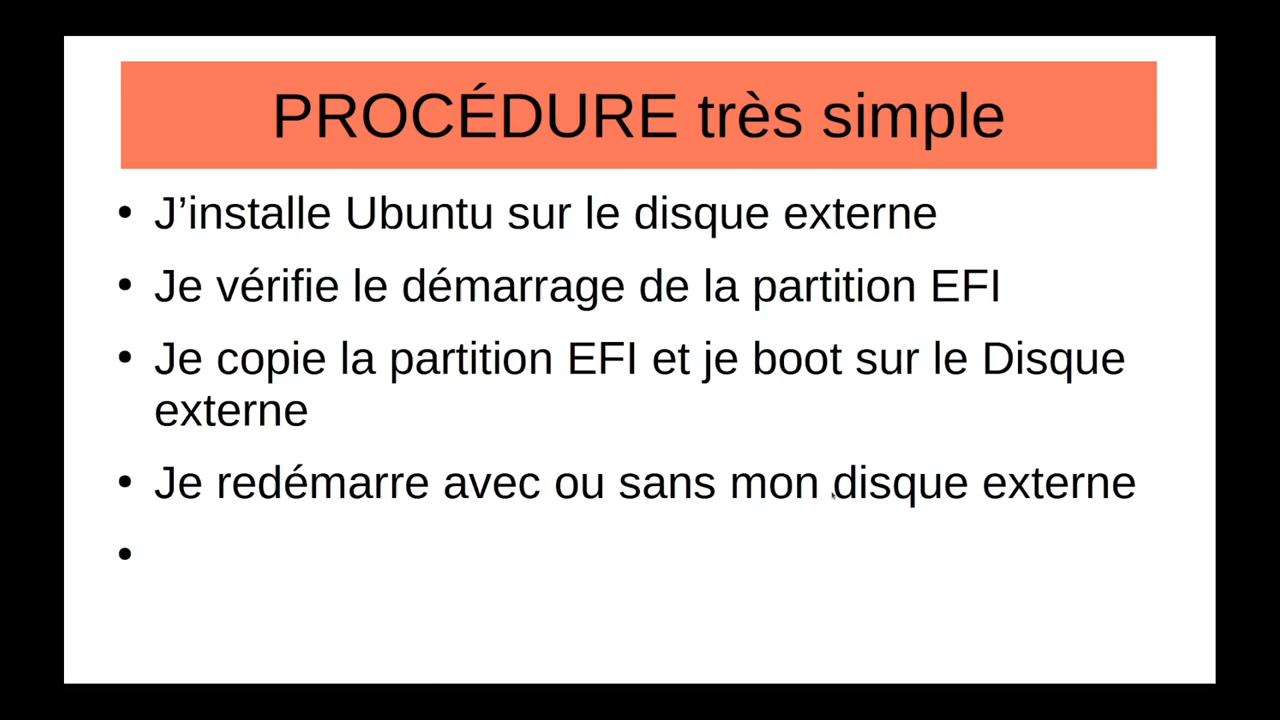 PROCÉDURE très simple
• J’installe Ubuntu sur le disque externe
• Je vérifie le démarrage de la partition EFI
• Je copie la partition EFI et je boot sur le Disque
externe
• Je redémarre avec ou sans mon disque externe
•